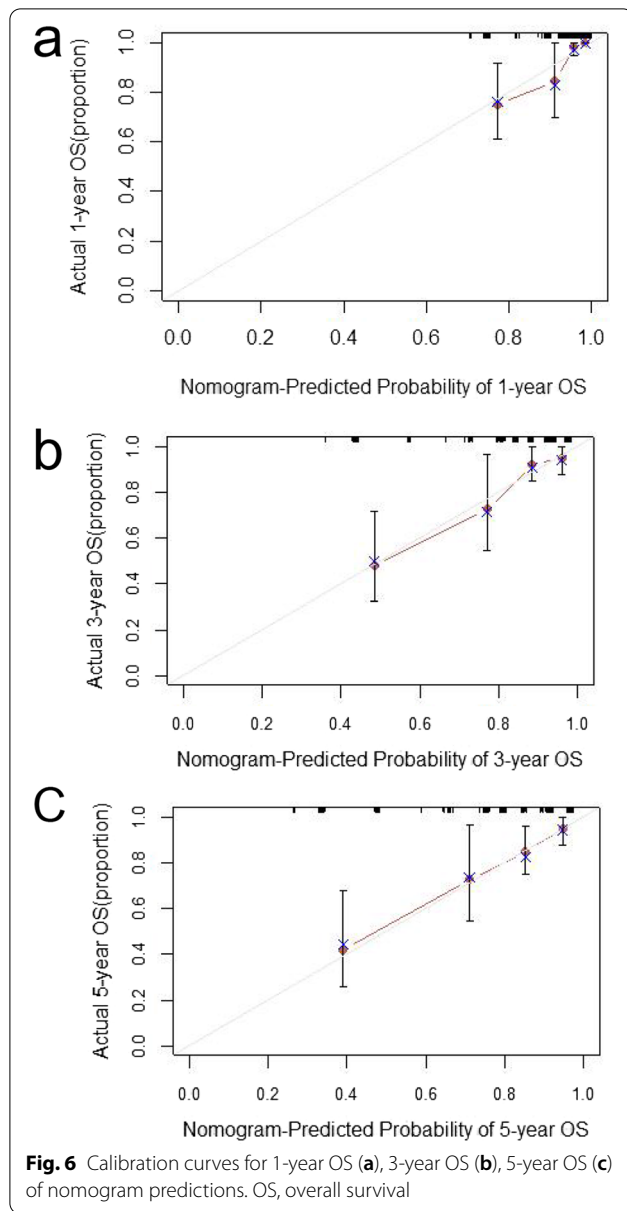 a
Actual 1-year OS(proportion)
1.0
0.8
0.6
0.4
0.2
0.0
0.0 0.2 0.4 0.6 0.8 1.0
Nomogram-Predicted Probability of 1-year OS
b
Actual 3-year OS(proportion)
1.0
0.8
0.6
0.4
0.2
0.0
0.0 0.2 0.4 0.6 0.8 1.0
Nomogram-Predicted Probability of 3-year OS
C
Actual 5-year OS(proportion)
1.0
0.8
0.6
0.4
0.2
0.0
0.0 0.2 0.4 0.6 0.8 1.0
Nomogram-Predicted Probability of 5-year OS
Fig. 6 Calibration curves for 1-year OS (a), 3-year OS (b), 5-year OS (c)
of nomogram predictions. OS, overall survival